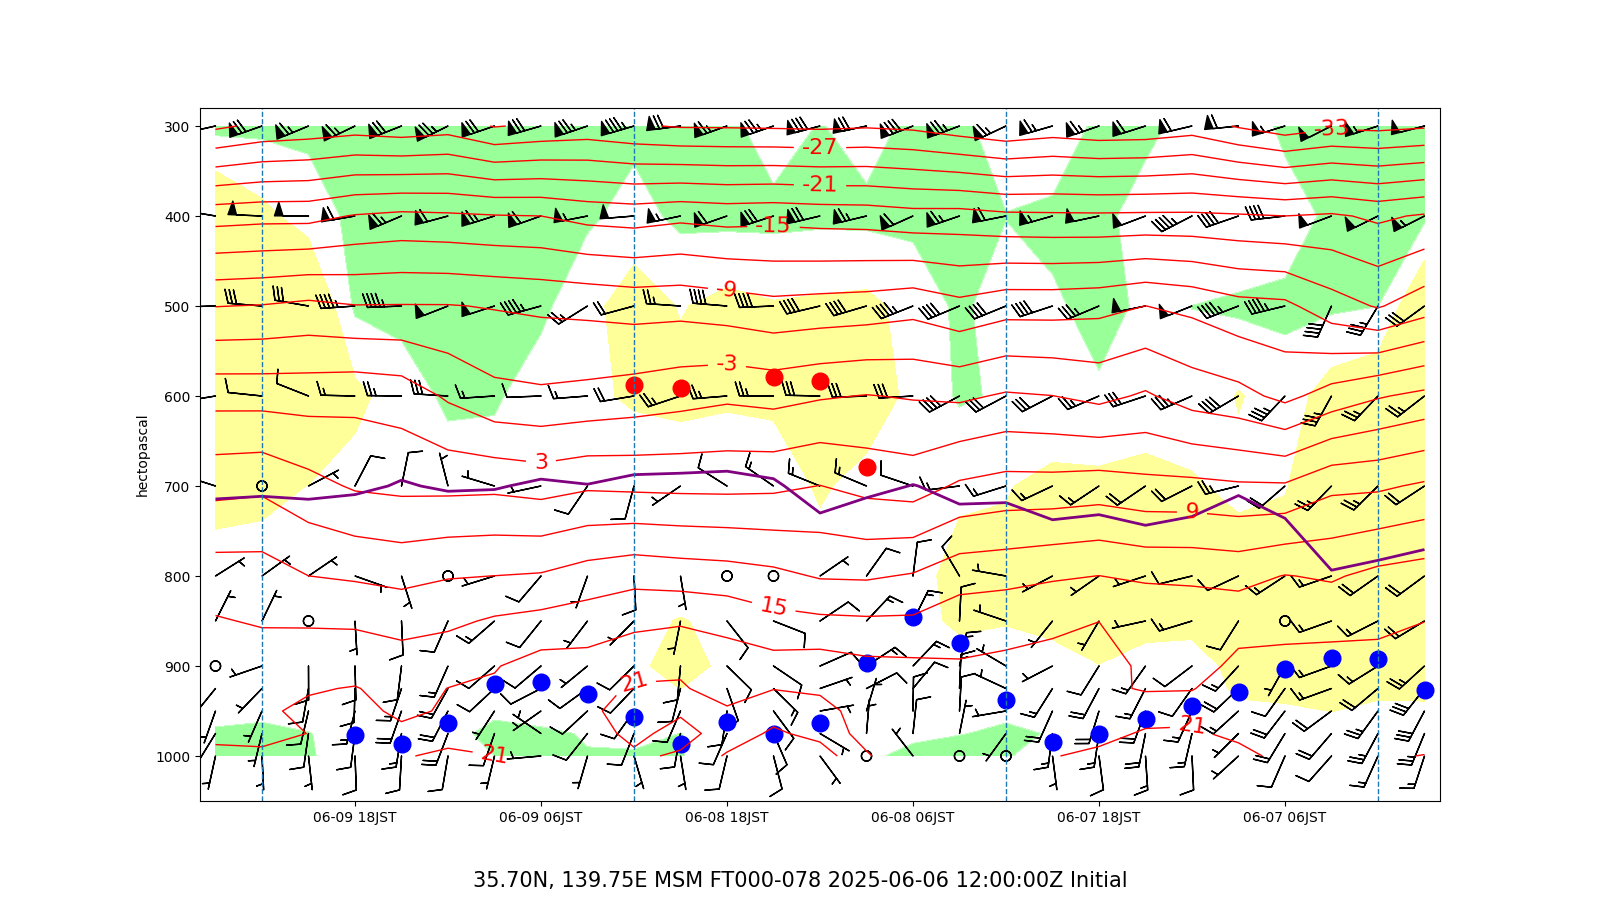 300
-33
-27
-21
400
-15
-9
500
-3
600
3
hectopascal
700
9
800
15
900
21
21
1000
21
06-09 18JST
06-09 06JST
06-08 18JST
06-08 06JST
06-07 18JST
06-07 06JST
35.70N, 139.75E MSM FT000-078 2025-06-06 12:00:00Z Initial